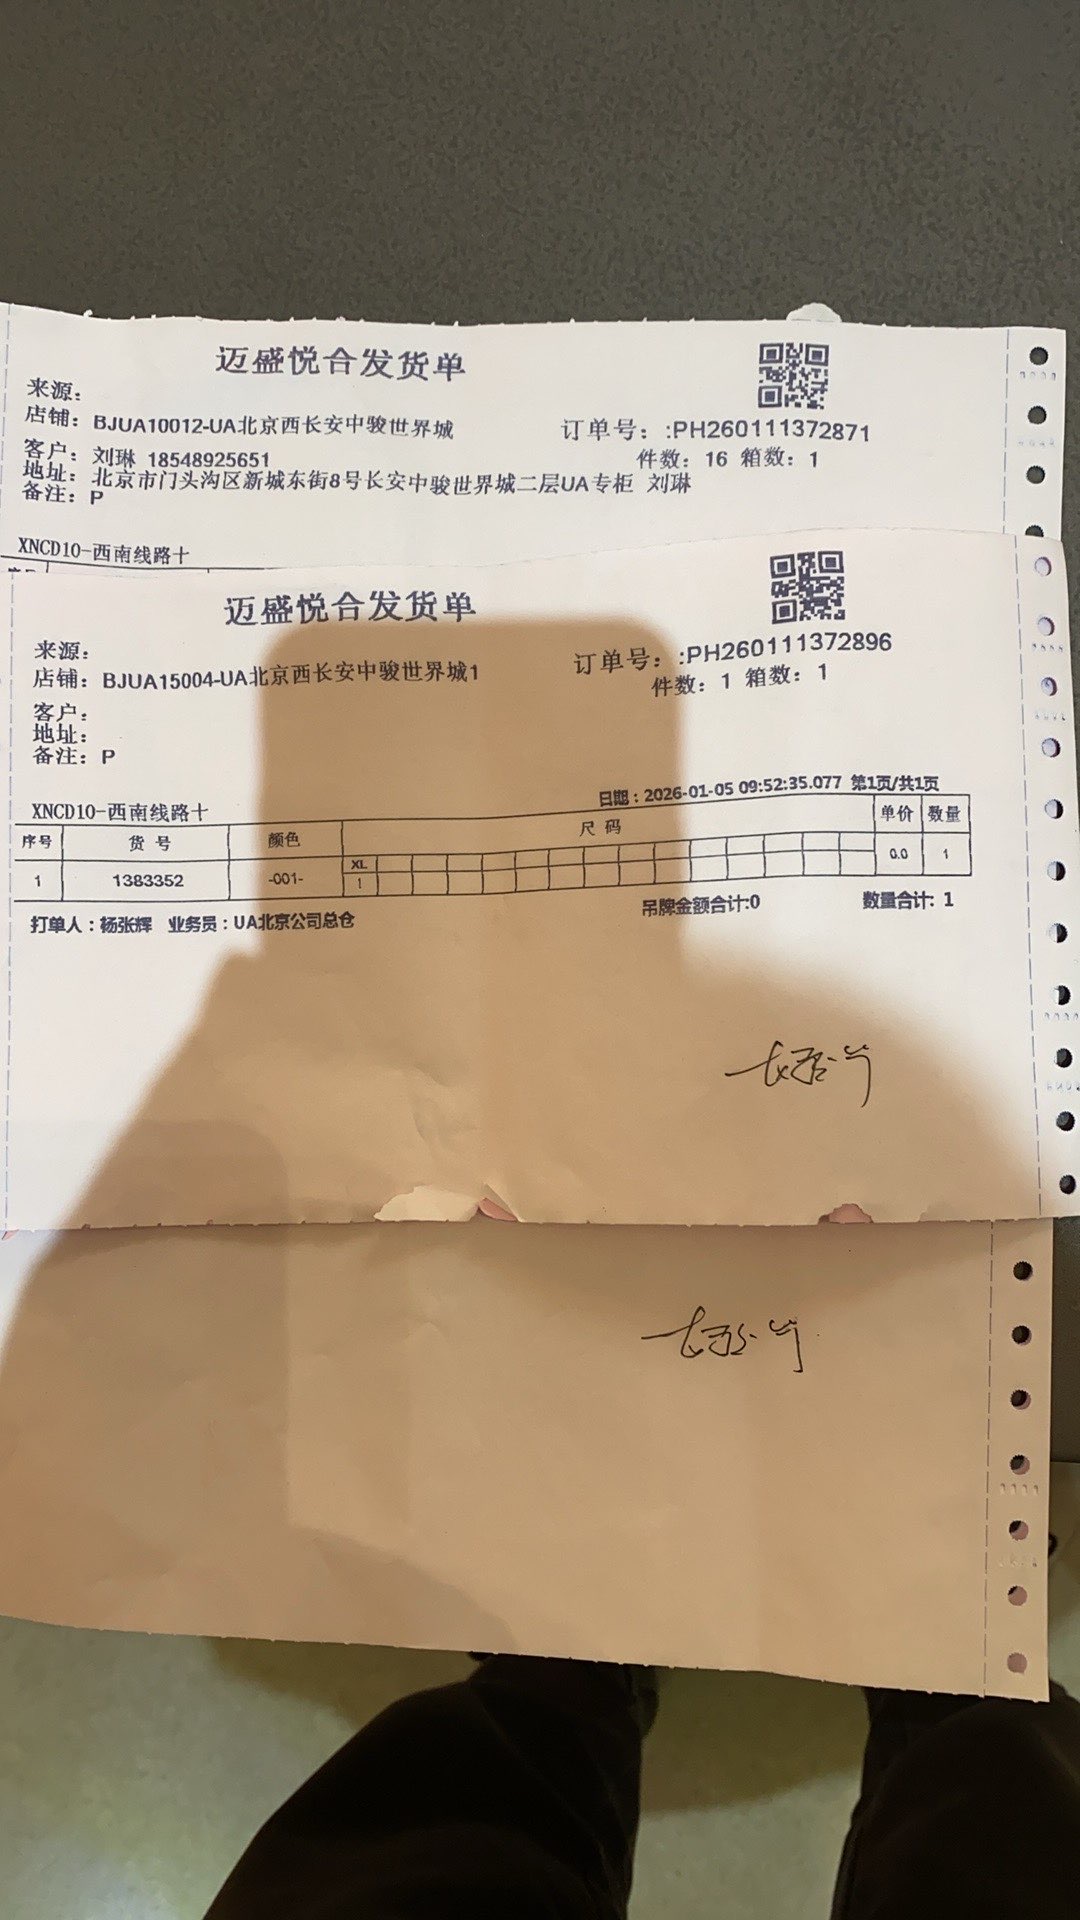 迈盛悦合发货单
来源：
店铺：BJUA10012-UA北京西长安中骏世界城
订单号：:PH260111372871
客户：刘琳 18548925651
件数：16 箱数：1
地址：北京市门头沟区新城东街8号长安中骏世界城二层UA专柜 刘琳
备注：P
XNCD10-西南线路十
迈盛悦合发货单
来源：
店铺：BJUA15004-UA北京西长安中骏世界城1
订单号：:PH260111372896
件数：1 箱数：1
客户：
地址：
备注：P
XNCD10-西南线路十
日期：2026-01-05 09:52:35.077 第1页/共1页
序号 货号 颜色 尺码 单价 数量
XL
1 1383352 -001- 1 0.0 1
打单人：杨张辉 业务员：UA北京公司总仓
吊牌金额合计:0
数量合计: 1